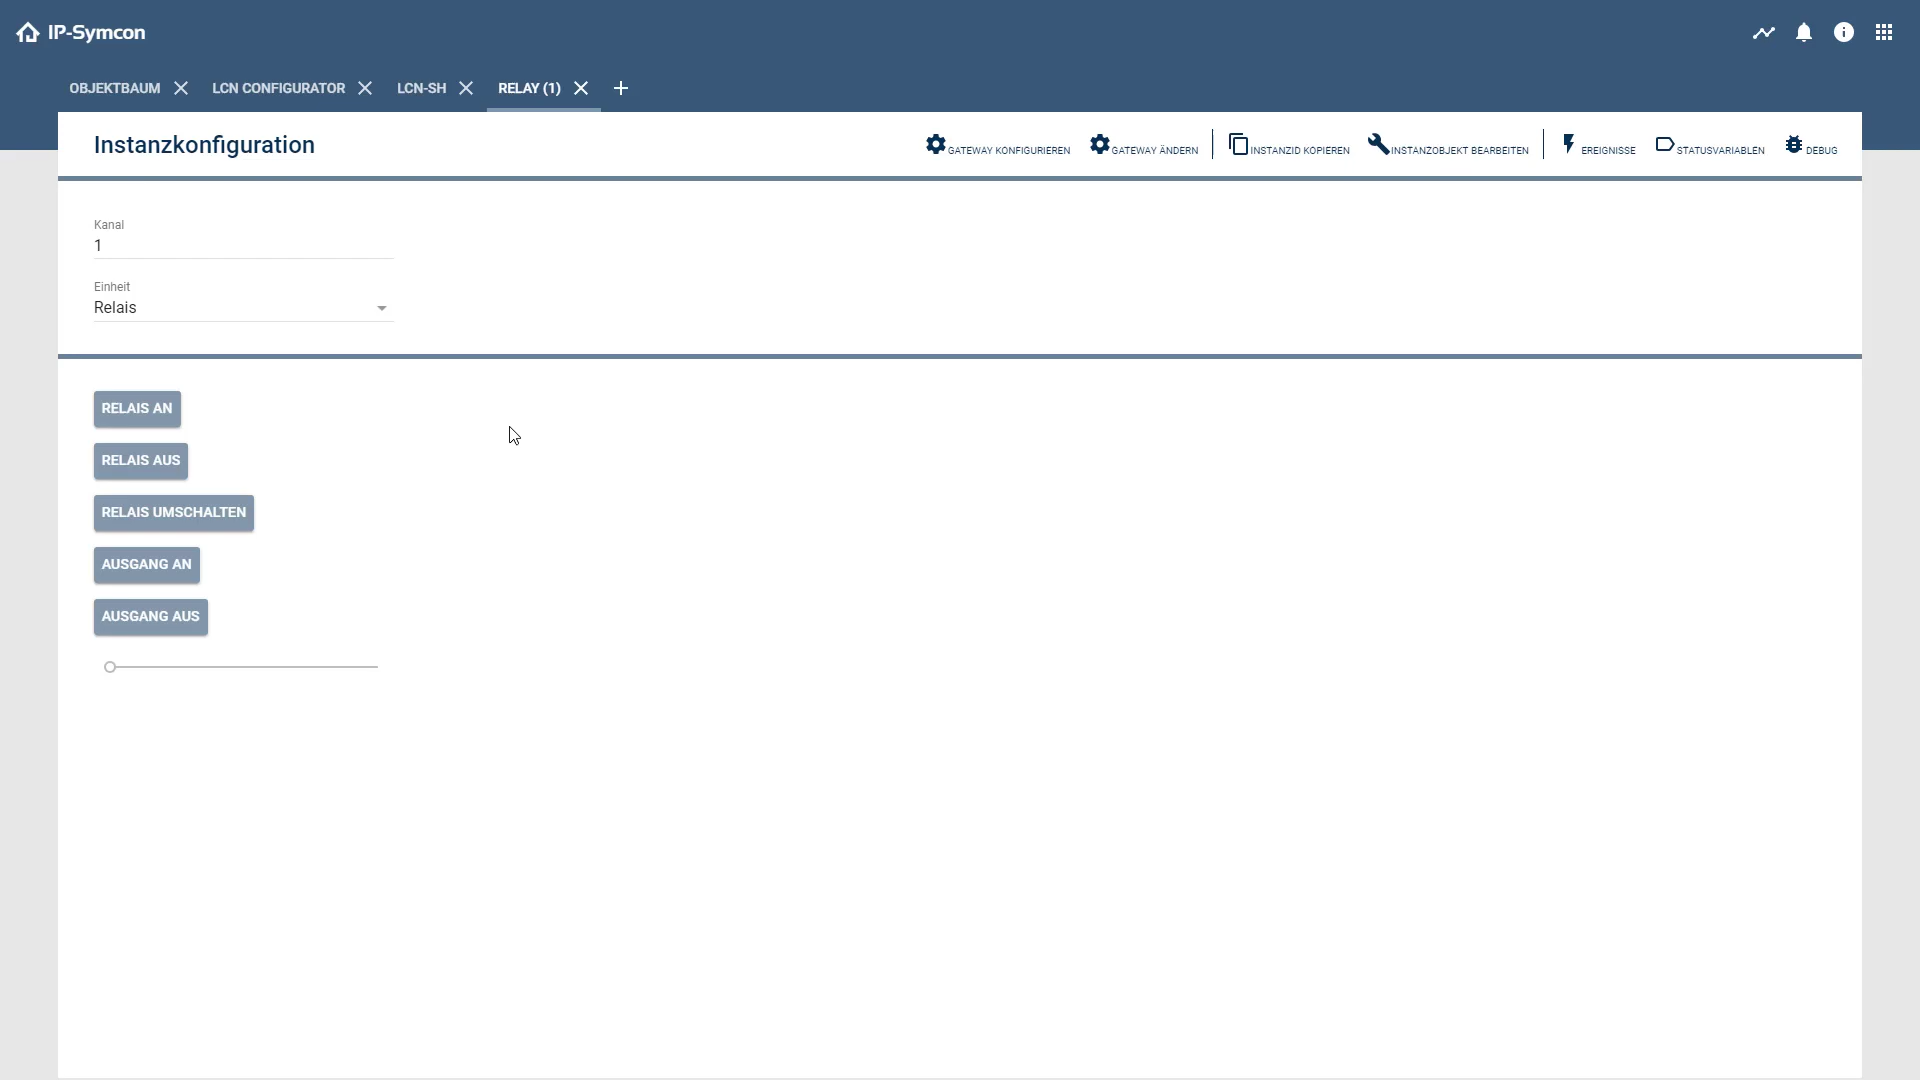 IP-Symcon
OBJEKTBAUM
LCN CONFIGURATOR
LCN-SH
RELAY (1)
Instanzkonfiguration
GATEWAY KONFIGURIEREN
GATEWAY ÄNDERN
INSTANZID KOPIEREN
INSTANZOBJEKT BEARBEITEN
EREIGNISSE
STATUSVARIABLEN
DEBUG
Kanal
1
Einheit
Relais
RELAIS AN
RELAIS AUS
RELAIS UMSCHALTEN
AUSGANG AN
AUSGANG AUS